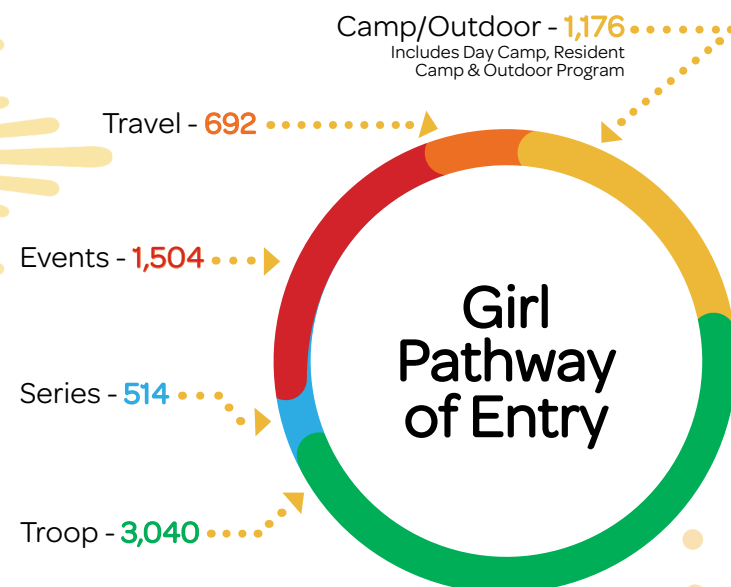 Camp/Outdoor - 1,176
Includes Day Camp, Resident
Camp & Outdoor Program
Travel - 692
Events - 1,504
Series - 514
Troop - 3,040
Girl
Pathway
of Entry